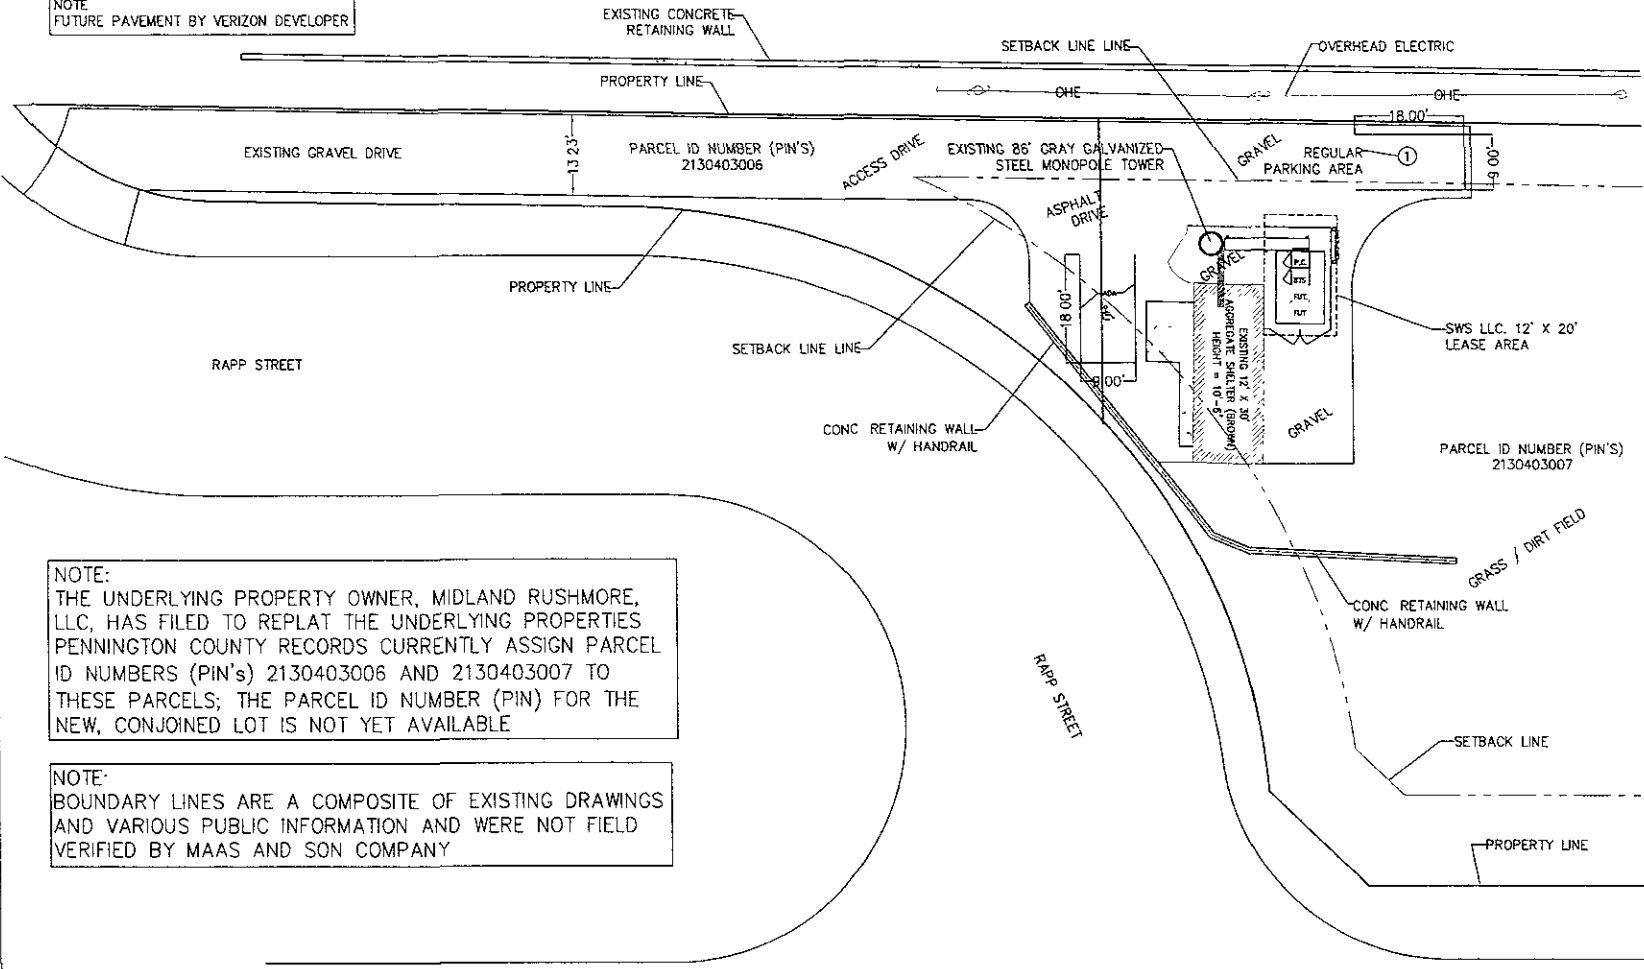 NOTE
FUTURE PAVEMENT BY VERIZON DEVELOPER
EXISTING CONCRETE
RETAINING WALL
SETBACK LINE LINE
OVERHEAD ELECTRIC
PROPERTY LINE
OHE
OHE
18.00'
EXISTING GRAVEL DRIVE
13.23'
PARCEL ID NUMBER (PIN'S)
2130403006
ACCESS DRIVE
EXISTING 86' GRAY GALVANIZED
STEEL MONOPOLE TOWER
GRAVEL
REGULAR
PARKING AREA
1
9.00'
ASPHALT
DRIVE
GRAVEL
P.C.
BTS
FUT.
FUT
PROPERTY LINE
18.00'
ADA
SETBACK LINE LINE
EXISTING 12' X 30'
AGGREGATE SHELTER (BROWN)
HEIGHT = 10'-6"
SWS LLC. 12' X 20'
LEASE AREA
RAPP STREET
9.00'
CONC RETAINING WALL
W/ HANDRAIL
GRAVEL
PARCEL ID NUMBER (PIN'S)
2130403007
GRASS / DIRT FIELD
NOTE:
THE UNDERLYING PROPERTY OWNER, MIDLAND RUSHMORE,
LLC, HAS FILED TO REPLAT THE UNDERLYING PROPERTIES
PENNINGTON COUNTY RECORDS CURRENTLY ASSIGN PARCEL
ID NUMBERS (PIN's) 2130403006 AND 2130403007 TO
THESE PARCELS; THE PARCEL ID NUMBER (PIN) FOR THE
NEW, CONJOINED LOT IS NOT YET AVAILABLE
CONC RETAINING WALL
W/ HANDRAIL
RAPP STREET
SETBACK LINE
NOTE:
BOUNDARY LINES ARE A COMPOSITE OF EXISTING DRAWINGS
AND VARIOUS PUBLIC INFORMATION AND WERE NOT FIELD
VERIFIED BY MAAS AND SON COMPANY
PROPERTY LINE